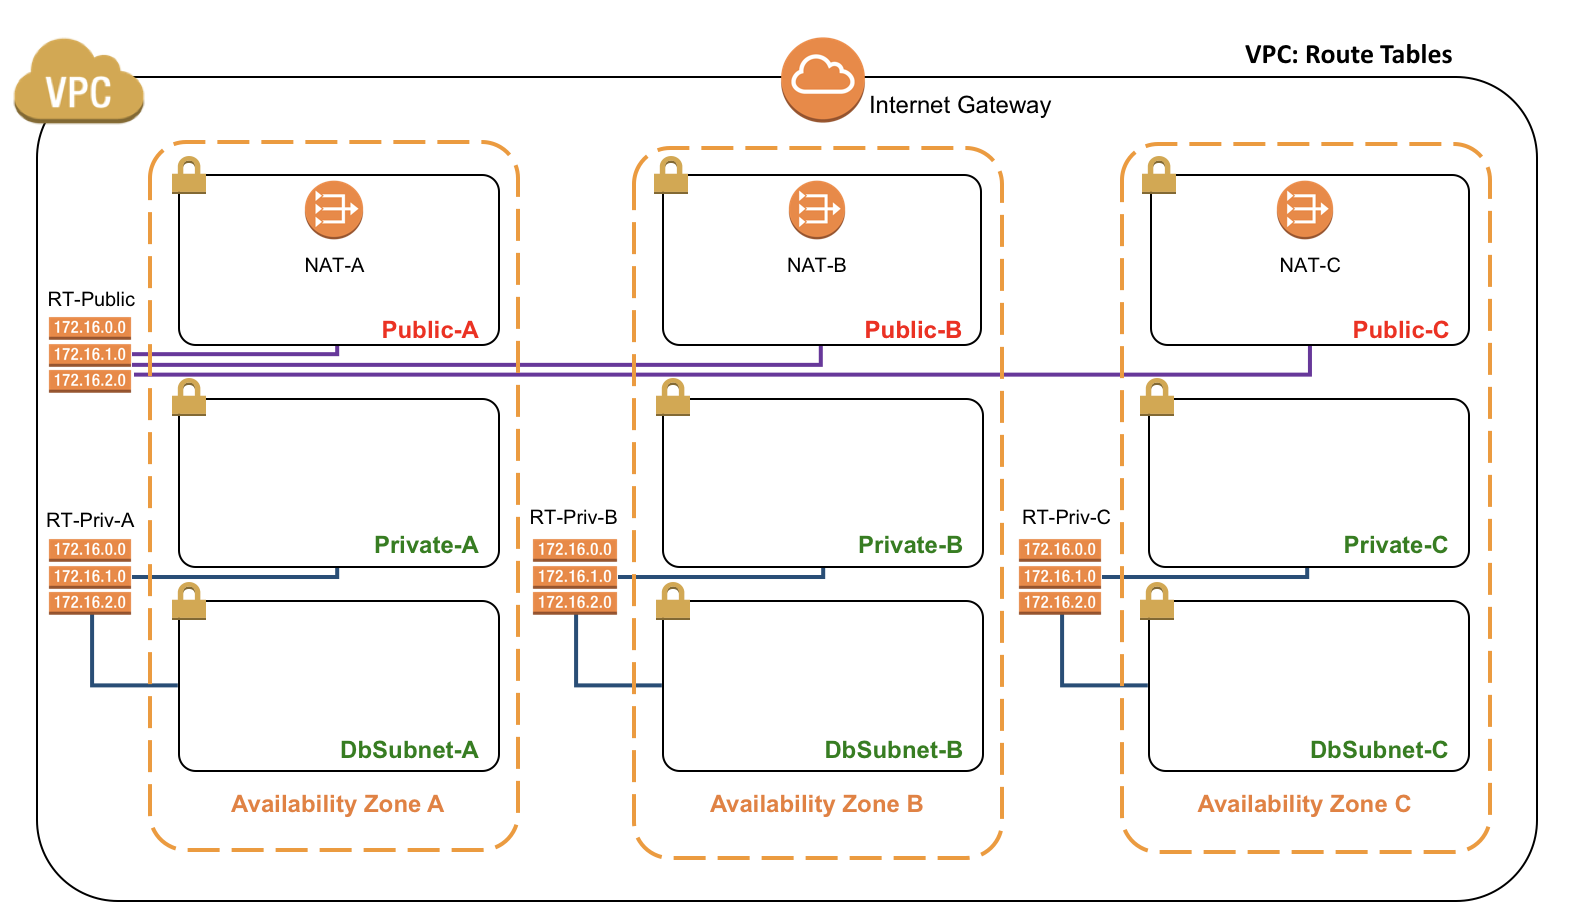 VPC: Route Tables
VPC
Internet Gateway
NAT-A
NAT-B
NAT-C
RT-Public
172.16.0.0
172.16.1.0
172.16.2.0
Public-A
Public-B
Public-C
RT-Priv-A
172.16.0.0
172.16.1.0
172.16.2.0
RT-Priv-B
172.16.0.0
172.16.1.0
172.16.2.0
RT-Priv-C
172.16.0.0
172.16.1.0
172.16.2.0
Private-A
Private-B
Private-C
DbSubnet-A
DbSubnet-B
DbSubnet-C
Availability Zone A
Availability Zone B
Availability Zone C